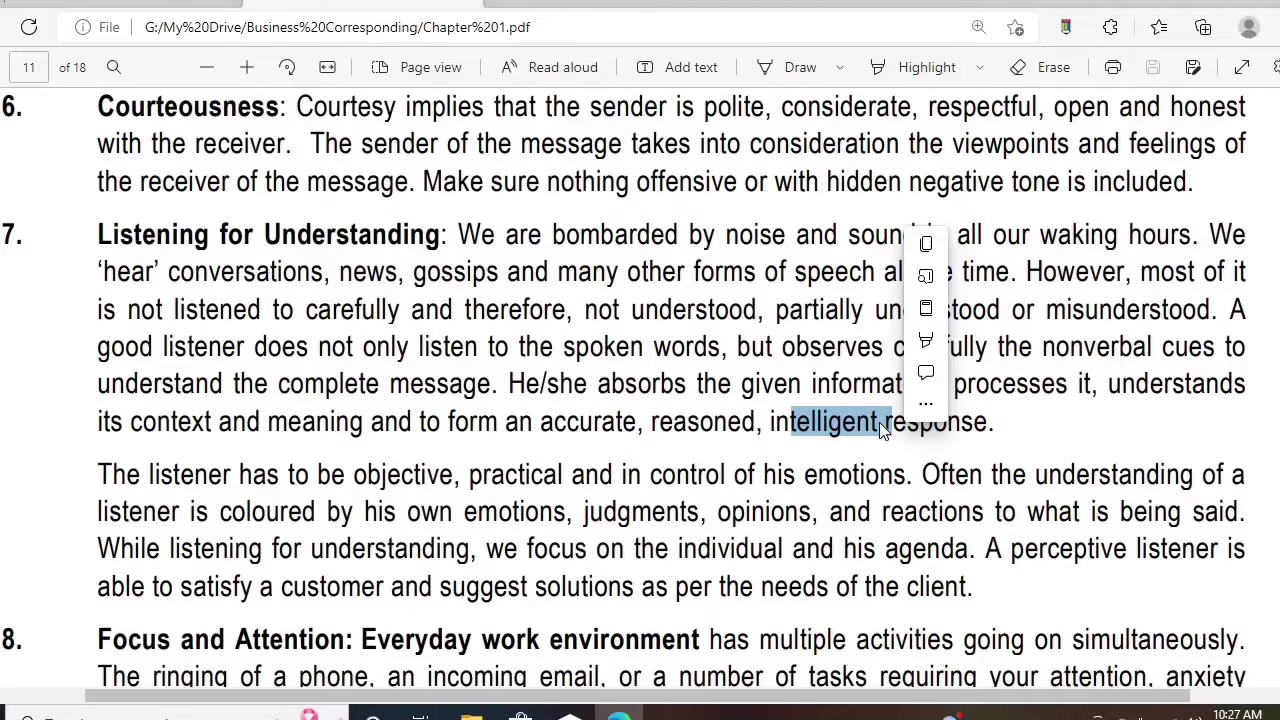 File G:/My%20Drive/Business%20Corresponding/Chapter%201.pdf
11 of 18 Page view Read aloud Add text Draw Highlight Erase
6. Courteousness: Courtesy implies that the sender is polite, considerate, respectful, open and honest
with the receiver. The sender of the message takes into consideration the viewpoints and feelings of
the receiver of the message. Make sure nothing offensive or with hidden negative tone is included.
7. Listening for Understanding: We are bombarded by noise and sound all our waking hours. We
‘hear’ conversations, news, gossips and many other forms of speech time. However, most of it
is not listened to carefully and therefore, not understood, partially understood or misunderstood. A
good listener does not only listen to the spoken words, but observes carefully the nonverbal cues to
understand the complete message. He/she absorbs the given information processes it, understands
its context and meaning and to form an accurate, reasoned, intelligent response.
The listener has to be objective, practical and in control of his emotions. Often the understanding of a
listener is coloured by his own emotions, judgments, opinions, and reactions to what is being said.
While listening for understanding, we focus on the individual and his agenda. A perceptive listener is
able to satisfy a customer and suggest solutions as per the needs of the client.
8. Focus and Attention: Everyday work environment has multiple activities going on simultaneously.
The ringing of a phone, an incoming email, or a number of tasks requiring your attention, anxiety
10:27 AM